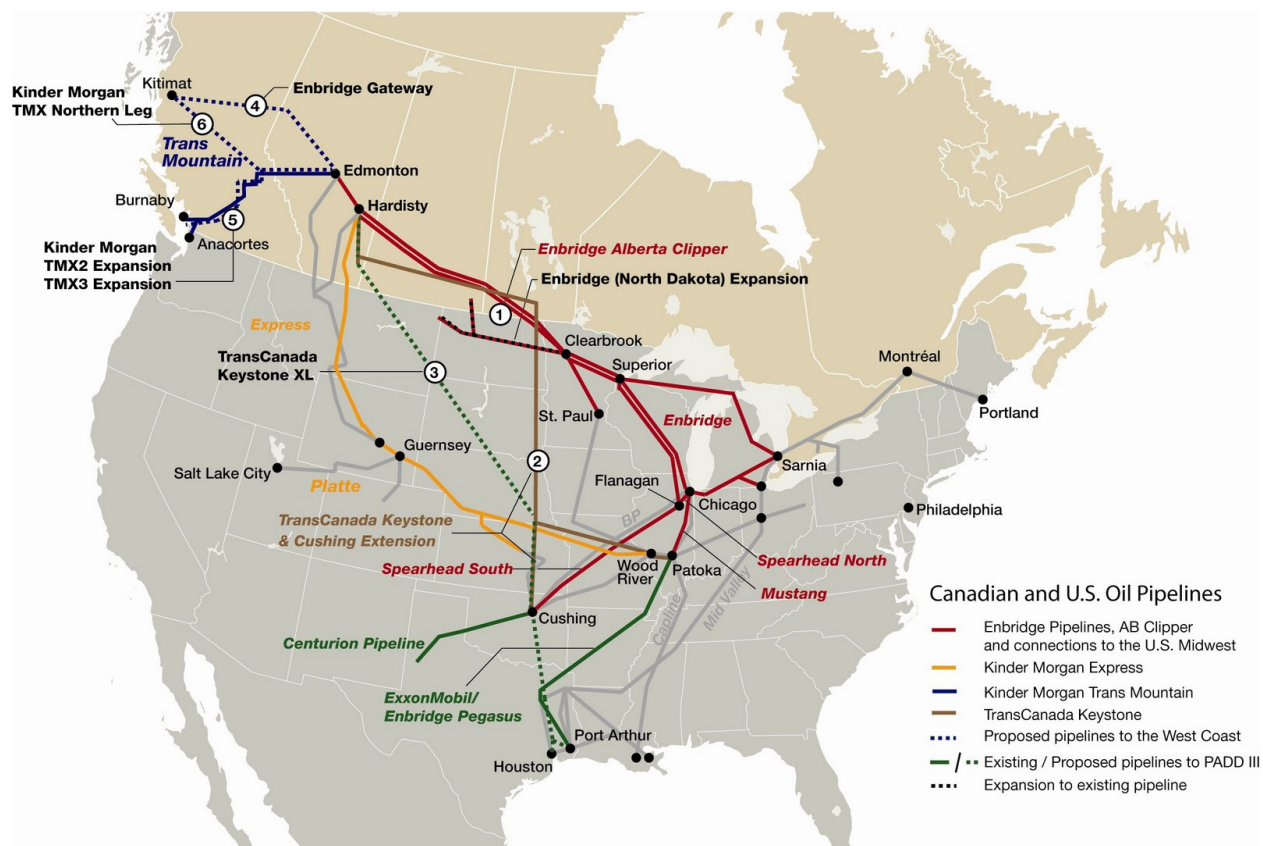 Kitimat
Kinder Morgan
TMX Northern Leg
4
Enbridge Gateway
6
Trans
Mountain
Edmonton
Burnaby
Hardisty
5
Anacortes
Kinder Morgan
TMX2 Expansion
TMX3 Expansion
Enbridge Alberta Clipper
Enbridge (North Dakota) Expansion
1
Express
Clearbrook
TransCanada
Keystone XL
3
Superior
Montréal
St. Paul
Enbridge
Portland
Guernsey
Salt Lake City
2
Sarnia
Platte
Flanagan
Chicago
BP
Philadelphia
TransCanada Keystone
& Cushing Extension
Spearhead South
Wood
River
Patoka
Spearhead North
Mustang
Cushing
Capline
Mid Valley
Centurion Pipeline
ExxonMobil/
Enbridge Pegasus
Port Arthur
Houston
Canadian and U.S. Oil Pipelines
Enbridge Pipelines, AB Clipper
and connections to the U.S. Midwest
Kinder Morgan Express
Kinder Morgan Trans Mountain
TransCanada Keystone
Proposed pipelines to the West Coast
/ Existing / Proposed pipelines to PADD III
Expansion to existing pipeline